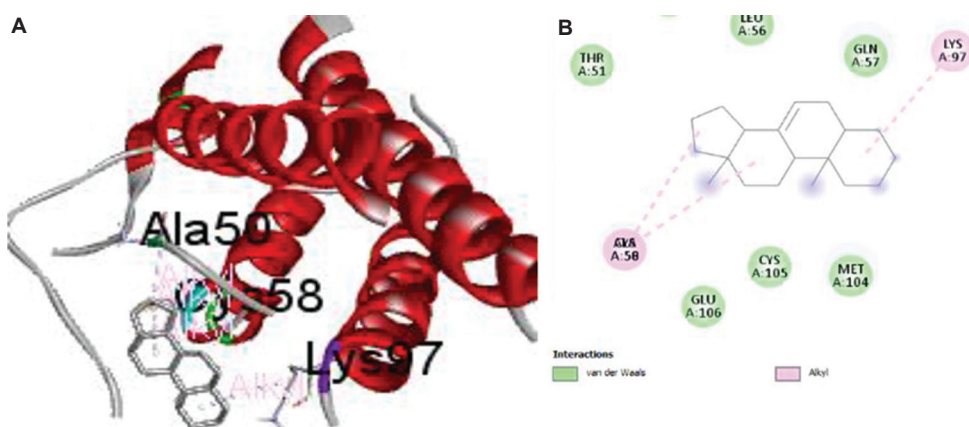 A
Ala50
58
Lys97
Alkyl
B
LEU
A:56
THR
A:51
GLN
A:57
LYS
A:97
A:58
CYS
A:105
MET
A:104
GLU
A:106
Interactions
van der Waals
Alkyl